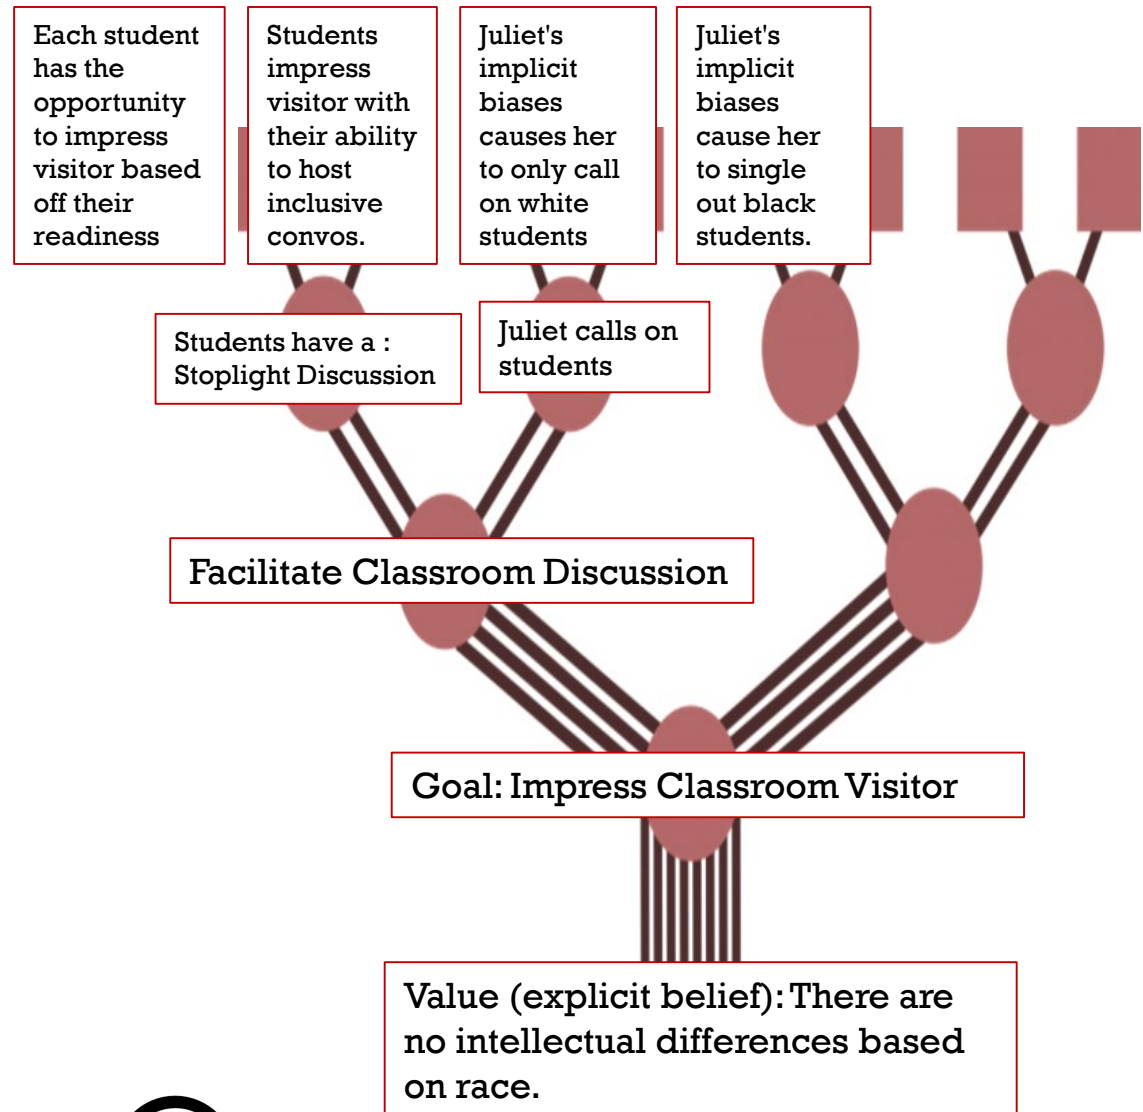 Each student
has the
opportunity
to impress
visitor based
off their
readiness
Students
impress
visitor with
their ability
to host
inclusive
convos.
Juliet's
implicit
biases
causes her
to only call
on white
students
Juliet's
implicit
biases
cause her
to single
out black
students.
Students have a :
Stoplight Discussion
Juliet calls on
students
Facilitate Classroom Discussion
Goal: Impress Classroom Visitor
Value (explicit belief): There are
no intellectual differences based
on race.